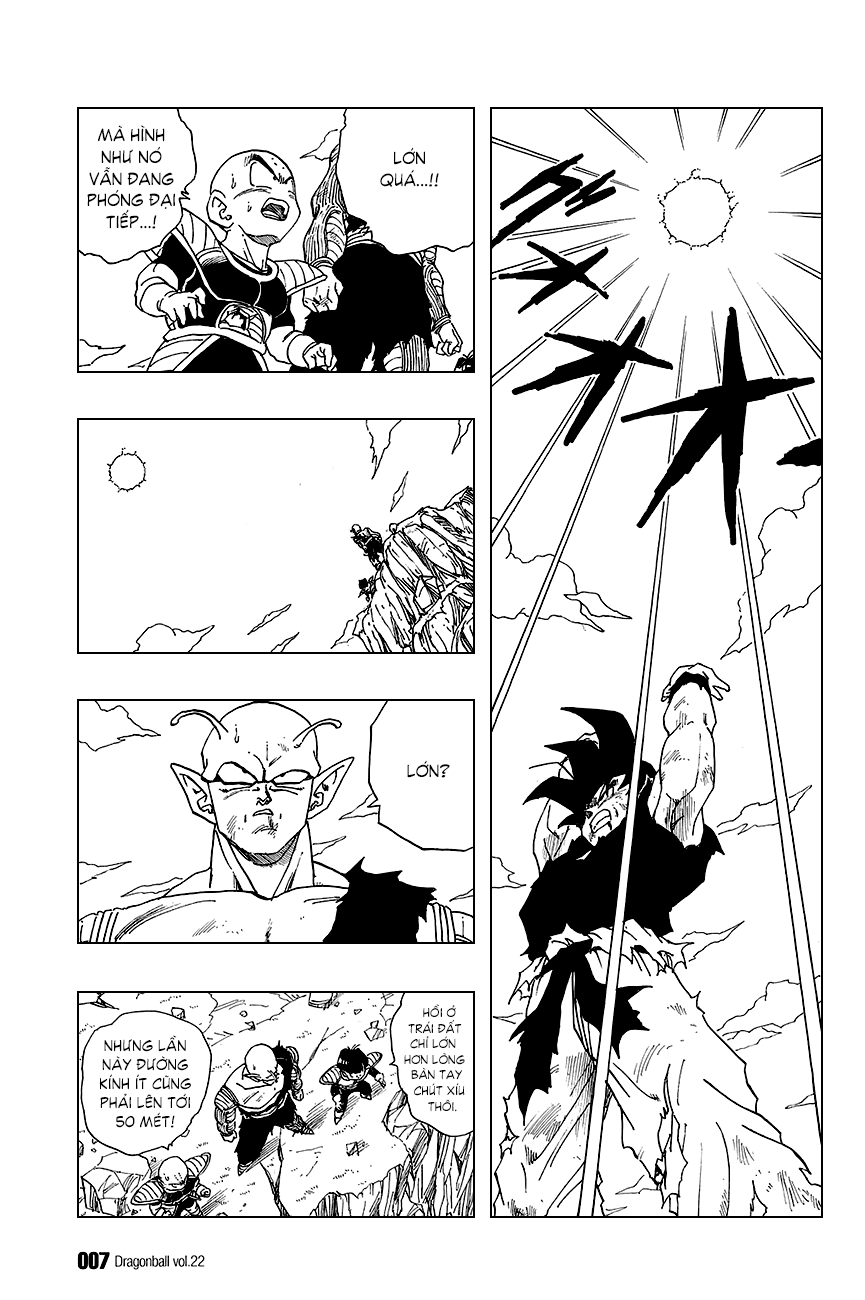 LỚN
QUÁ...!!
MÀ HÌNH
NHƯ NÓ
VẪN ĐANG
PHÓNG ĐẠI
TIẾP...!
LỚN?
HỒI Ở
TRÁI ĐẤT
CHỈ LỚN
HƠN LÒNG
BÀN TAY
CHÚT XÍU
THÔI.
NHƯNG LẦN
NÀY ĐƯỜNG
KÍNH ÍT CŨNG
PHẢI LÊN TỚI
50 MÉT!
007 Dragonball vol.22